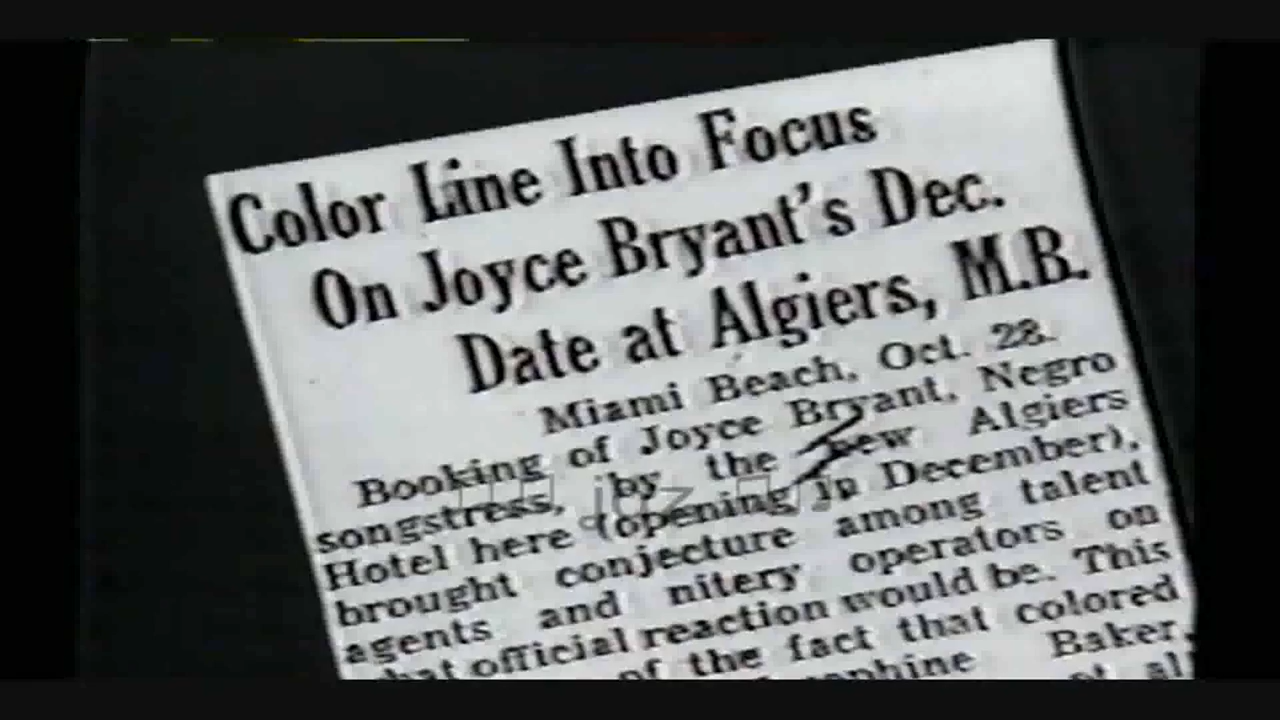 Color Line Into Focus
On Joyce Bryant's Dec.
Date at Algiers, M.B.
Miami Beach, Oct. 28.
Booking of Joyce Bryant, Negro
songstress, by the new Algiers
Hotel here (opening in December),
brought conjecture among talent
agents and nitery operators on
official reaction would be. This
of the fact that colored
Baker,